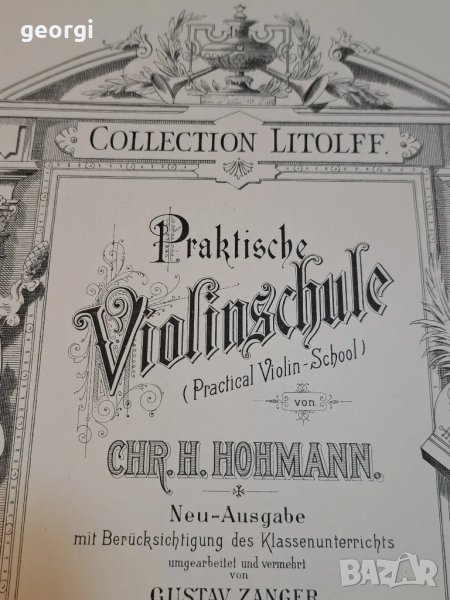 georgi
COLLECTION LITOLFF.
Praktische
Violinschule
(Practical Violin-School)
von
CHR. H. HOHMANN.
Neu-Ausgabe
mit Berücksichtigung des Klassenunterrichts
umgearbeitet und vermehrt
von
GUSTAV ZANGER
BAZAR